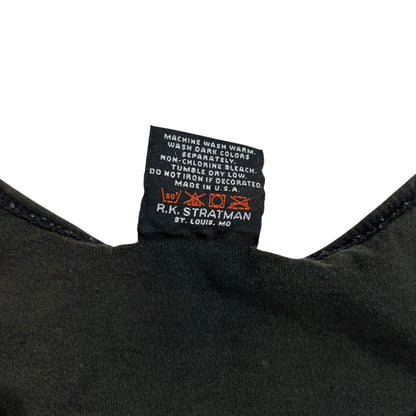 MACHINE WASH WARM.
WASH DARK COLORS
SEPARATELY.
NON-CHLORINE BLEACH.
TUMBLE DRY LOW.
DO NOT IRON IF DECORATED.
MADE IN U.S.A.
80°
R.K. STRATMAN
ST. LOUIS, MO